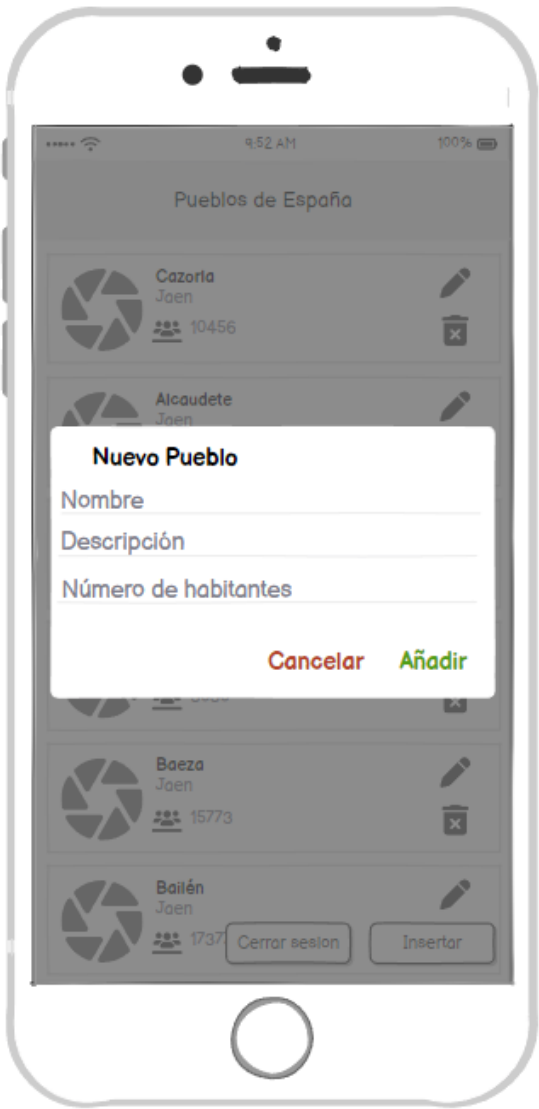 9:52 AM 100%
Pueblos de España
Cazorla
Jaen
10456
Alcaudete
Jaen
Nuevo Pueblo
Nombre
Descripción
Número de habitantes
Cancelar Añadir
Baeza
Jaen
15773
Bailén
Jaen
1737
Cerrar sesion Insertar